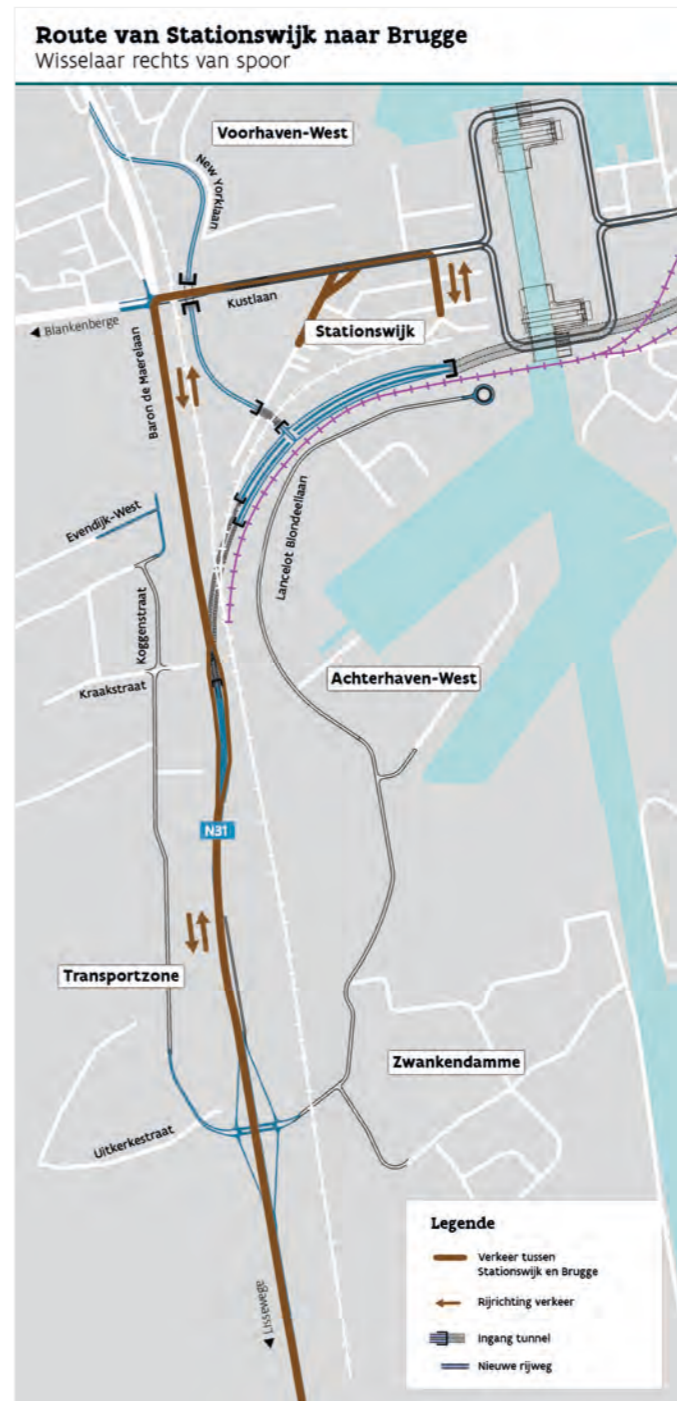 Route van Stationswijk naar Brugge
Wisselaar rechts van spoor
Voorhaven-West
New Yorklaan
Kustlaan
◄ Blankenberge
Stationswijk
Baron de Maerelaan
Evendijk-West
Lancelot Blondeellaan
Koggenstraat
Achterhaven-West
Kraakstraat
N31
Transportzone
Zwankendamme
Uitkerkestraat
◄ Lissewege
Legende
Verkeer tussen
Stationswijk en Brugge
Rijrichting verkeer
Ingang tunnel
Nieuwe rijweg